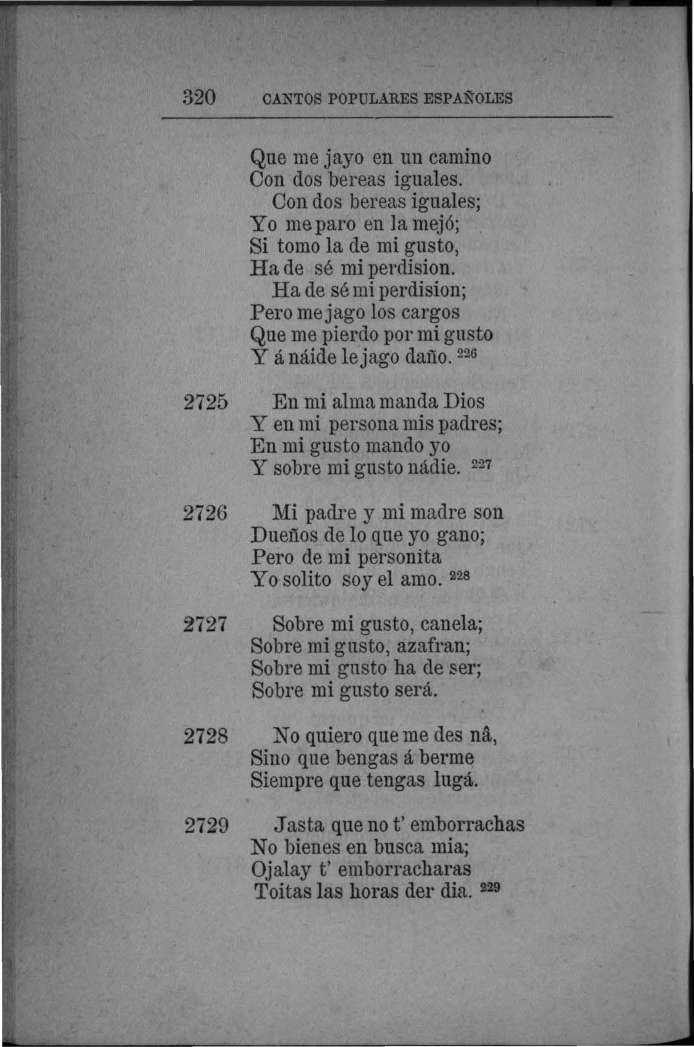 320 CANTOS POPULARES ESPAÑOLES
Que me jayo en un camino
Con dos bereas iguales.
Con dos bereas iguales;
Yo me paro en la mejó;
Si tomo la de mi gusto,
Ha de sé mi perdision.
Ha de sé mi perdision;
Pero me jago los cargos
Que me pierdo por mi gusto
Y á náide le jago daño. 226
2725 En mi alma manda Dios
Y en mi persona mis padres;
En mi gusto mando yo
Y sobre mi gusto nádie. 227
2726 Mi padre y mi madre son
Dueños de lo que yo gano;
Pero de mi personita
Yo solito soy el amo. 228
2727 Sobre mi gusto, canela;
Sobre mi gusto, azafran;
Sobre mi gusto ha de ser;
Sobre mi gusto será.
2728 No quiero que me des nâ,
Sino que bengas á berme
Siempre que tengas lugá.
2729 Jasta que no t' emborrachas
No bienes en busca mia;
Ojalay t' emborracharas
Toitas las horas der dia. 229